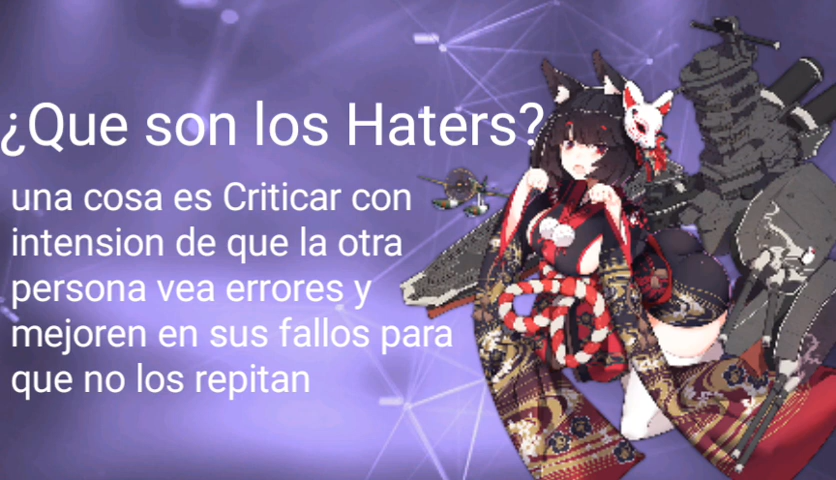 ¿Que son los Haters?
una cosa es Criticar con
intension de que la otra
persona vea errores y
mejoren en sus fallos para
que no los repitan